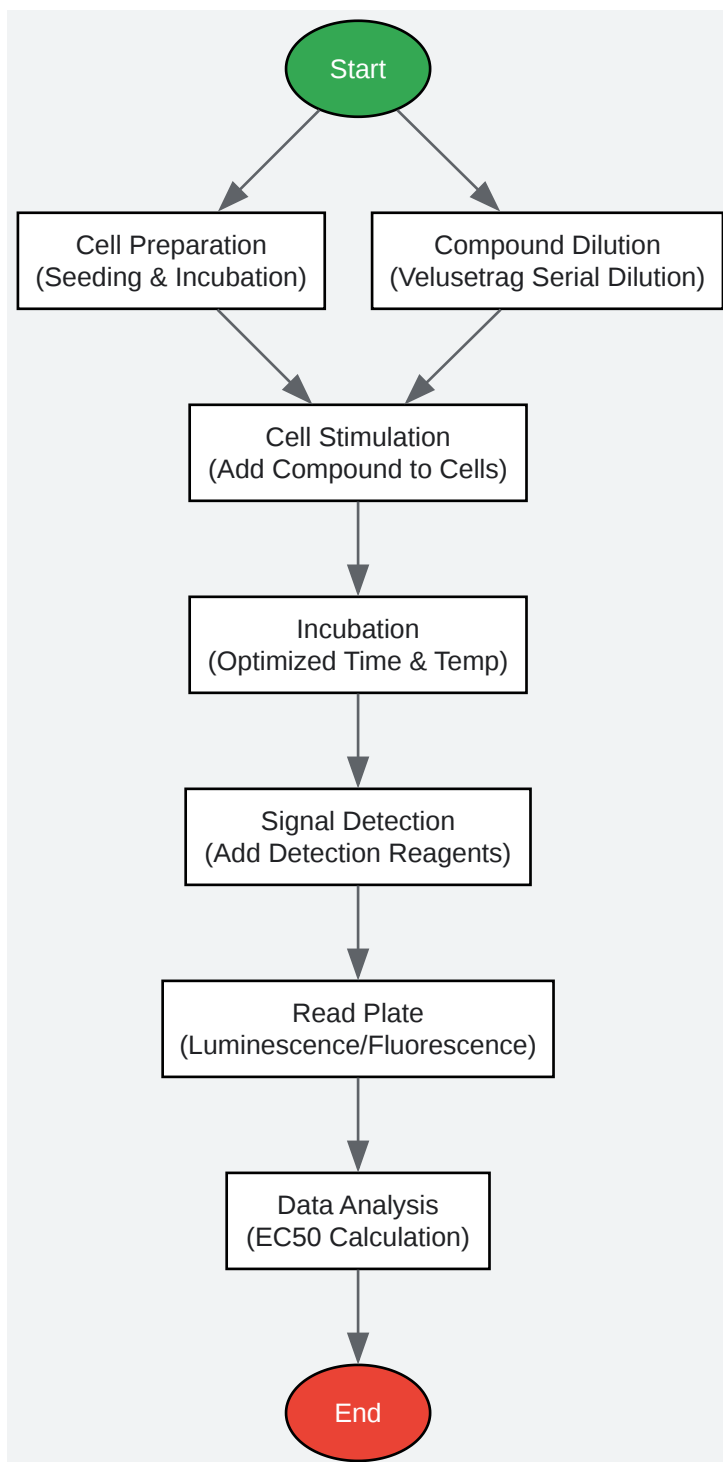 Start
Cell Preparation
(Seeding & Incubation)
Compound Dilution
(Velusetrag Serial Dilution)
Cell Stimulation
(Add Compound to Cells)
Incubation
(Optimized Time & Temp)
Signal Detection
(Add Detection Reagents)
Read Plate
(Luminescence/Fluorescence)
Data Analysis
(EC50 Calculation)
End